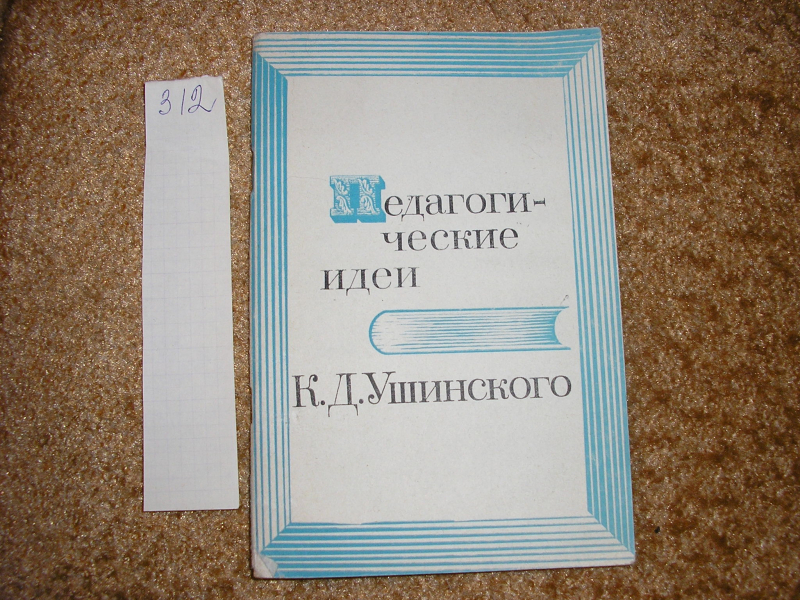 312
Педагоги-
ческие
идеи
К.Д.Ушинского